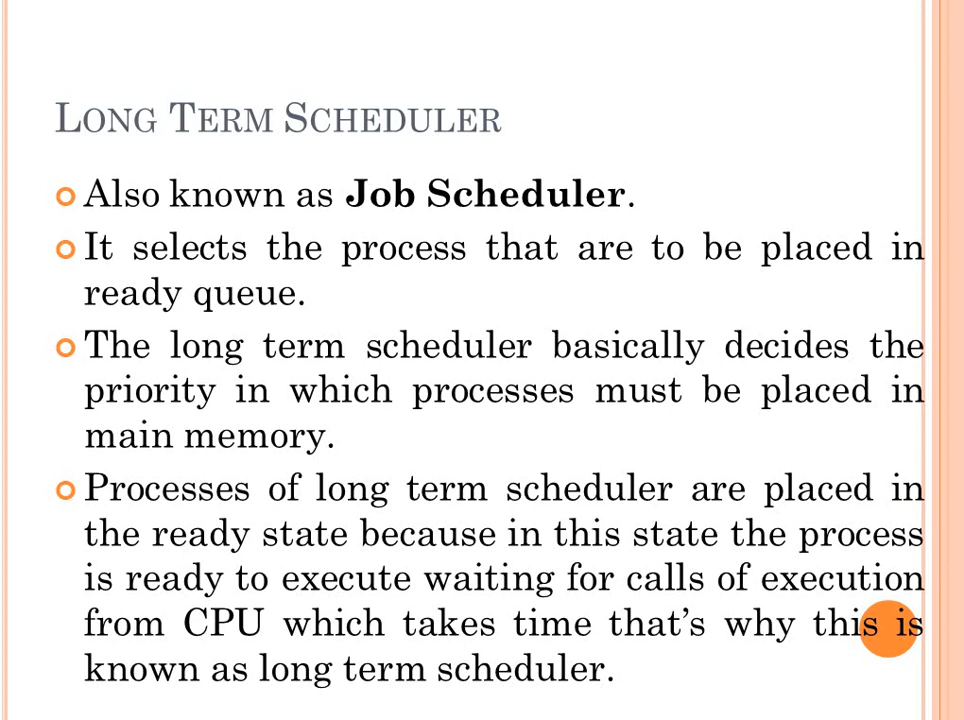 LONG TERM SCHEDULER
Also known as Job Scheduler.
It selects the process that are to be placed in
ready queue.
The long term scheduler basically decides the
priority in which processes must be placed in
main memory.
Processes of long term scheduler are placed in
the ready state because in this state the process
is ready to execute waiting for calls of execution
from CPU which takes time that’s why this is
known as long term scheduler.